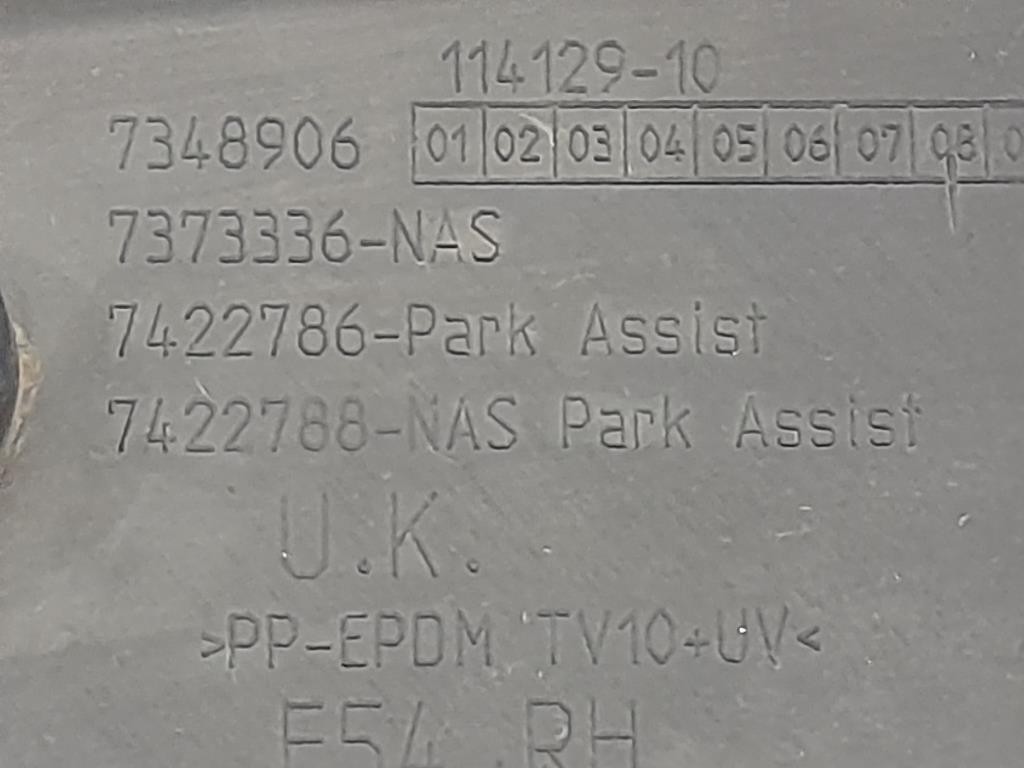 114129-10
7348906 01 02 03 04 05 06 07 08
7373336-NAS
7422786-Park Assist
7422788-NAS Park Assist
U.K.
>PP-EPDM TV10+UV<
F54 RH